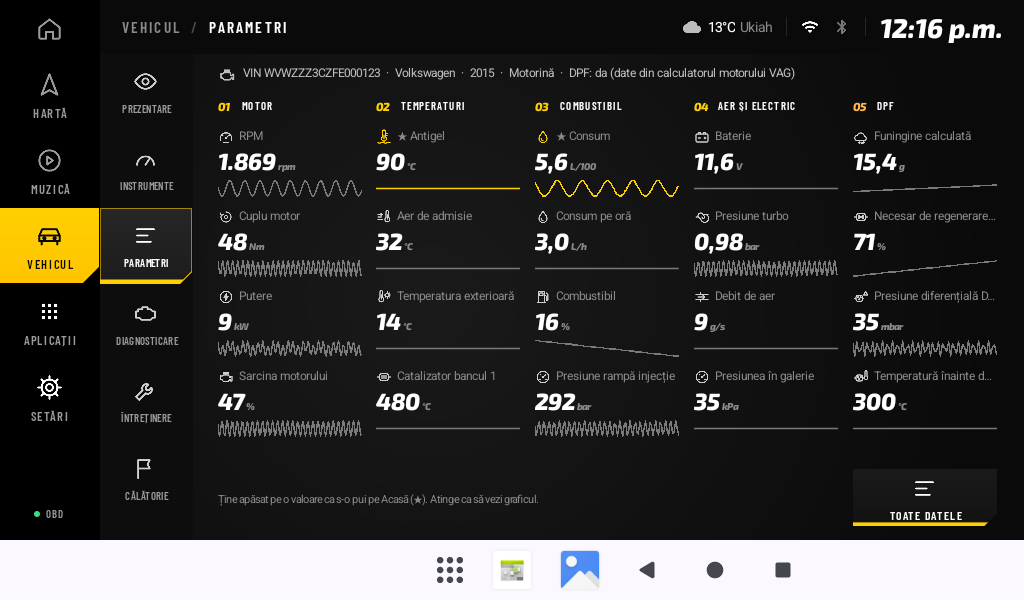 VEHICUL / PARAMETRI
13°C Ukiah
12:16 p.m.
HARTĂ
MUZICĂ
VEHICUL
APLICAȚII
SETĂRI
OBD
PREZENTARE
INSTRUMENTE
PARAMETRI
DIAGNOSTICARE
ÎNTREȚINERE
CĂLĂTORIE
VIN WVWZZZ3CZFE000123 · Volkswagen · 2015 · Motorină · DPF: da (date din calculatorul motorului VAG)
01 MOTOR
RPM
1.869 rpm
Cuplu motor
48 Nm
Putere
9 kW
Sarcina motorului
47 %
02 TEMPERATURI
★ Antigel
90 °C
Aer de admisie
32 °C
Temperatura exterioară
14 °C
Catalizator bancul 1
480 °C
03 COMBUSTIBIL
★ Consum
5,6 L/100
Consum pe oră
3,0 L/h
Combustibil
16 %
Presiune rampă injecție
292 bar
04 AER ȘI ELECTRIC
Baterie
11,6 V
Presiune turbo
0,98 bar
Debit de aer
9 g/s
Presiunea în galerie
35 kPa
05 DPF
Funingine calculată
15,4 g
Necesar de regenerare...
71 %
Presiune diferențială D...
35 mbar
Temperatură înainte d...
300 °C
Ține apăsat pe o valoare ca s-o pui pe Acasă (★). Atinge ca să vezi graficul.
TOATE DATELE